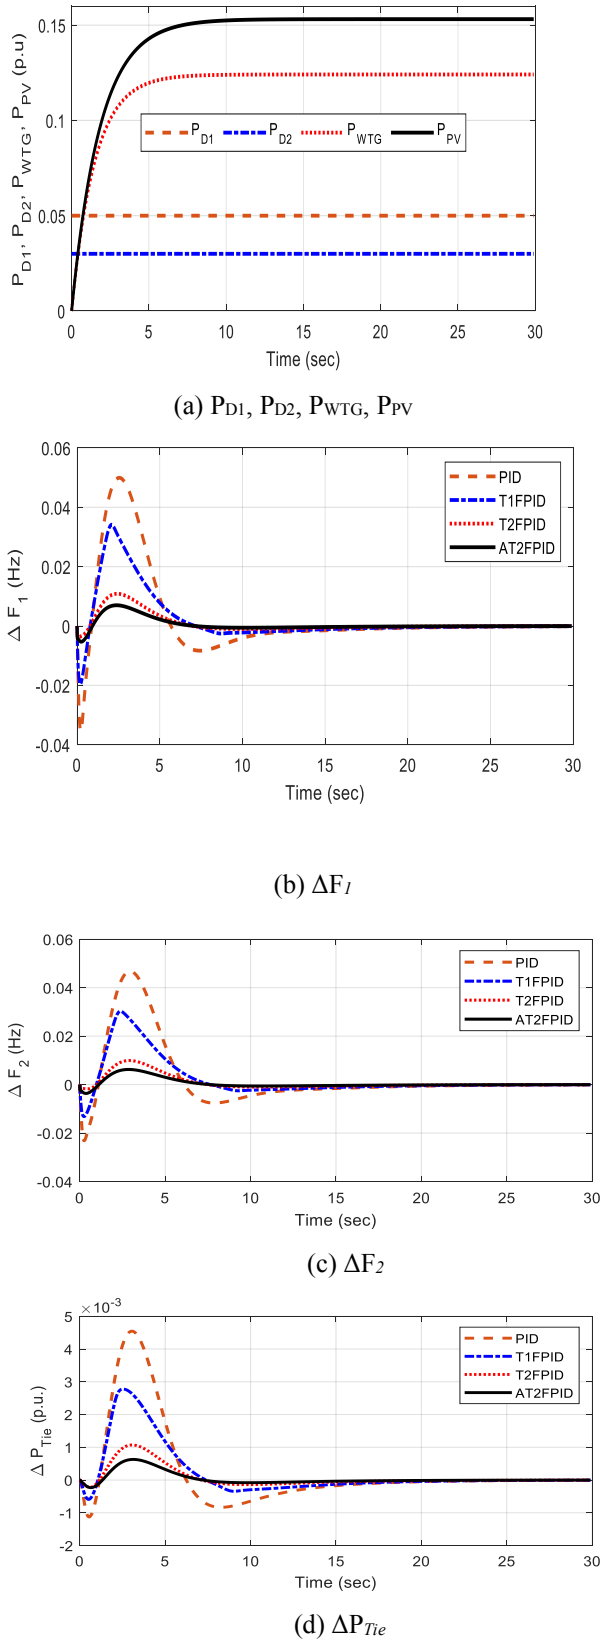 P_D1, P_D2, P_WTG, P_PV (p.u)
0.15
0.1
0.05
0
P_D1 P_D2 P_WTG P_PV
0 5 10 15 20 25 30
Time (sec)
(a) P_D1, P_D2, P_WTG, P_PV
Δ F_1 (Hz)
0.06
0.04
0.02
0
-0.02
-0.04
PID
T1FPID
T2FPID
AT2FPID
0 5 10 15 20 25 30
Time (sec)
(b) ΔF_1
Δ F_2 (Hz)
0.06
0.04
0.02
0
-0.02
-0.04
PID
T1FPID
T2FPID
AT2FPID
0 5 10 15 20 25 30
Time (sec)
(c) ΔF_2
Δ P_Tie (p.u.)
×10^-3
5
4
3
2
1
0
-1
-2
PID
T1FPID
T2FPID
AT2FPID
0 5 10 15 20 25 30
Time (sec)
(d) ΔP_Tie